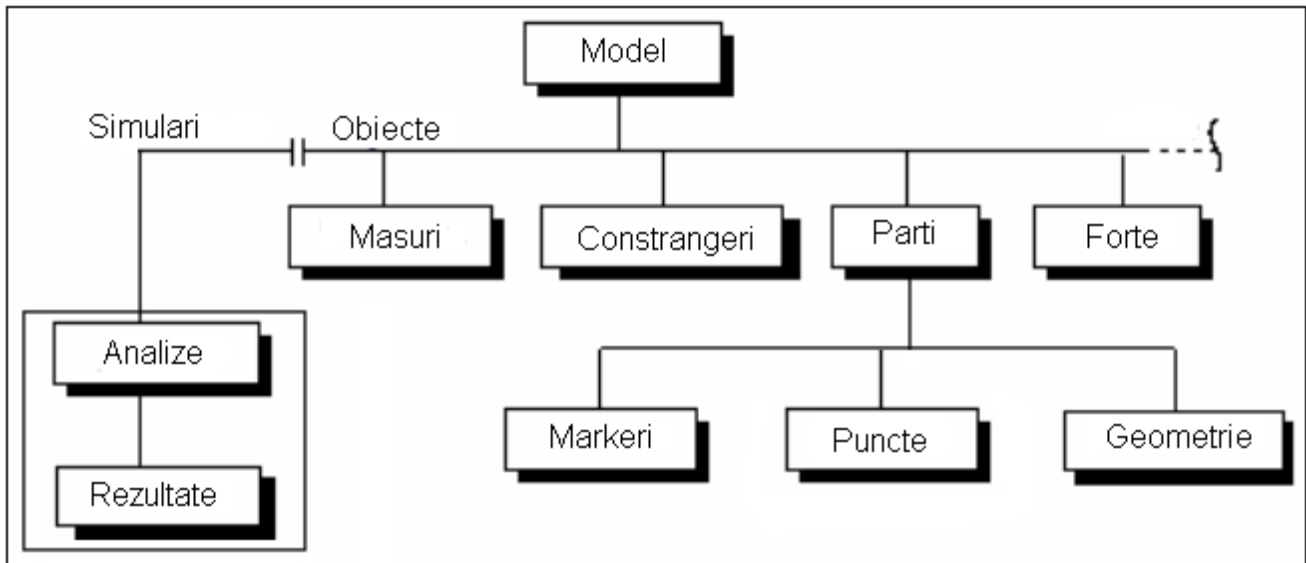 Model
Simulari
Obiecte
Masuri
Constrangeri
Parti
Forte
Analize
Markeri
Puncte
Geometrie
Rezultate